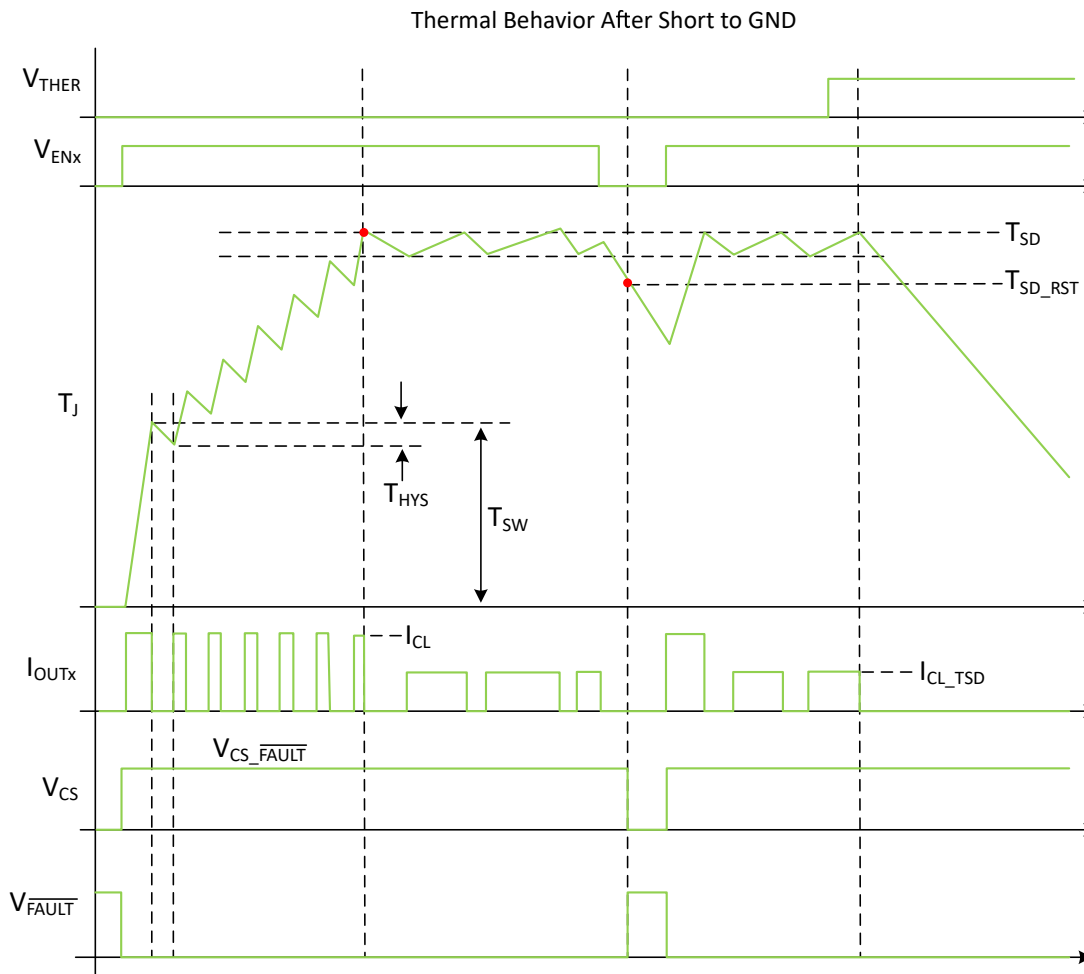 Thermal Behavior After Short to GND
VTHER
VENx
TSD
TSD_RST
TJ
THYS
TSW
ICL
IOUTx
ICL_TSD
VCS_FAULT
VCS
VFAULT